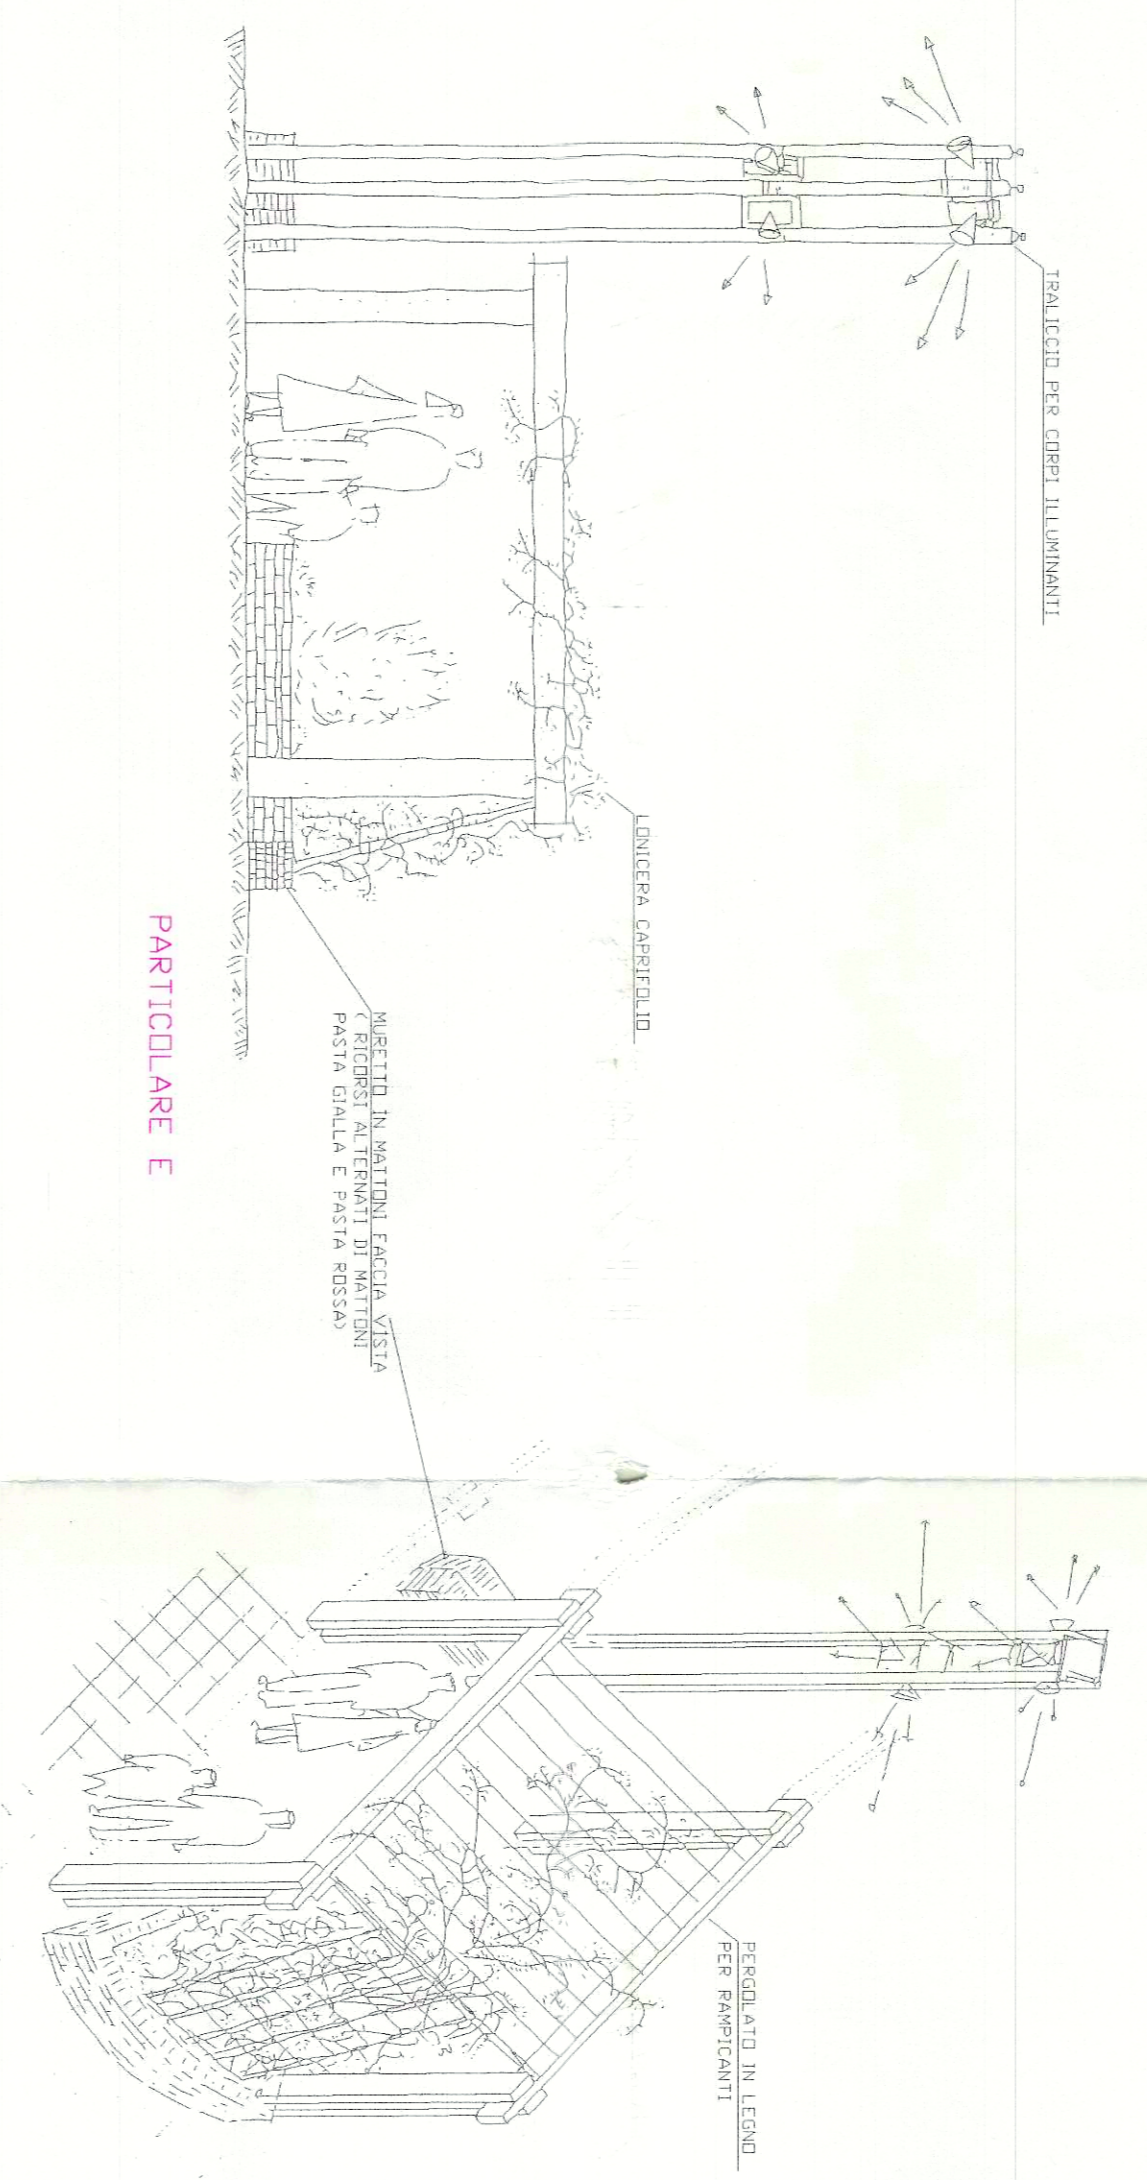 TRALICCIO PER CORPI ILLUMINANTI
LONICERA CAPRIFOLIO
MURETTO IN MATTONI FACCIA VISTA
( RICORSI ALTERNATI DI MATTONI
PASTA GIALLA E PASTA ROSSA)
PARTICOLARE E
PERGOLATO IN LEGNO
PER RAMPICANTI